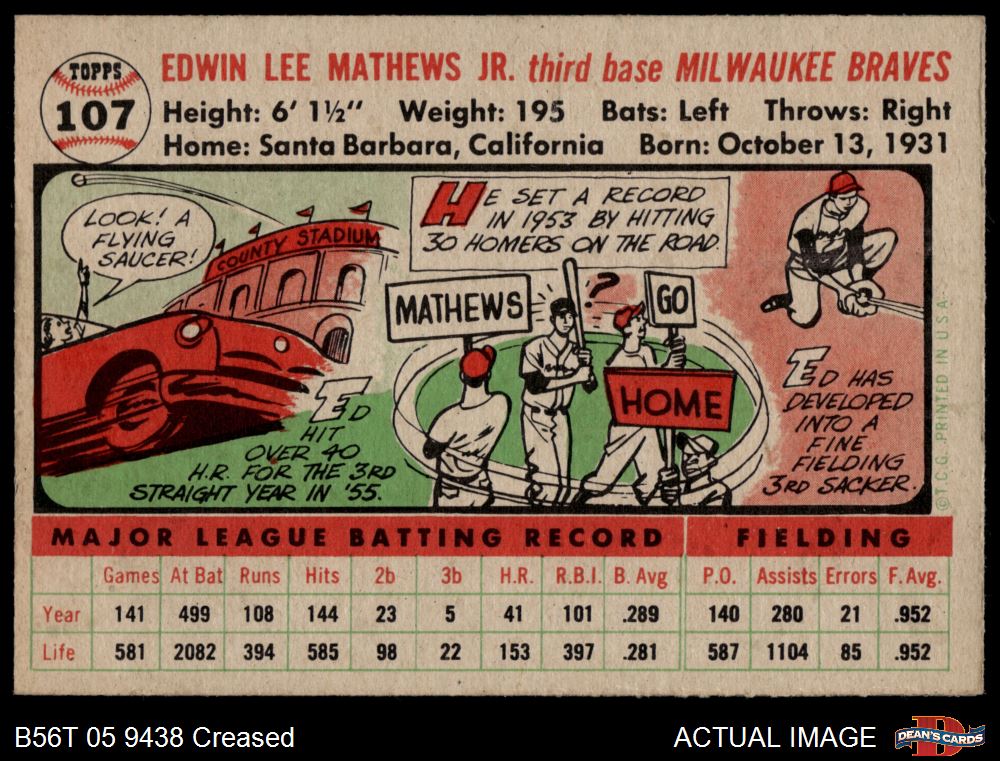 TOPPS
107
EDWIN LEE MATHEWS JR. third base MILWAUKEE BRAVES
Height: 6' 1½" Weight: 195 Bats: Left Throws: Right
Home: Santa Barbara, California Born: October 13, 1931
LOOK! A
FLYING
SAUCER!
COUNTY STADIUM
ED
HIT
OVER 40
H.R. FOR THE 3RD
STRAIGHT YEAR IN '55.
HE SET A RECORD
IN 1953 BY HITTING
30 HOMERS ON THE ROAD.
MATHEWS
?
GO
HOME
ED HAS
DEVELOPED
INTO A
FINE
FIELDING
3RD SACKER.
© T.C.G. PRINTED IN U.S.A.
MAJOR LEAGUE BATTING RECORD FIELDING
Games At Bat Runs Hits 2b 3b H.R. R.B.I. B. Avg P.O. Assists Errors F. Avg.
Year 141 499 108 144 23 5 41 101 .289 140 280 21 .952
Life 581 2082 394 585 98 22 153 397 .281 587 1104 85 .952
B56T 05 9438 Creased ACTUAL IMAGE
D
DEAN'S CARDS